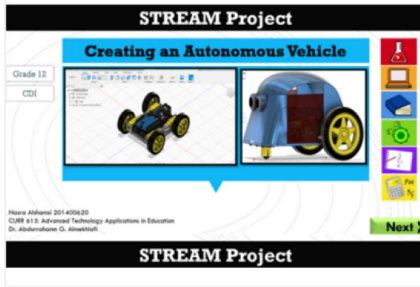 STREAM Project
Creating an Autonomous Vehicle
Grade 12
CDI
Nasra Alshamsi 201400620
CURR 613: Advanced Technology Applications in Education
Dr. Abdurrahman G. Almekhlafi
Next
STREAM Project